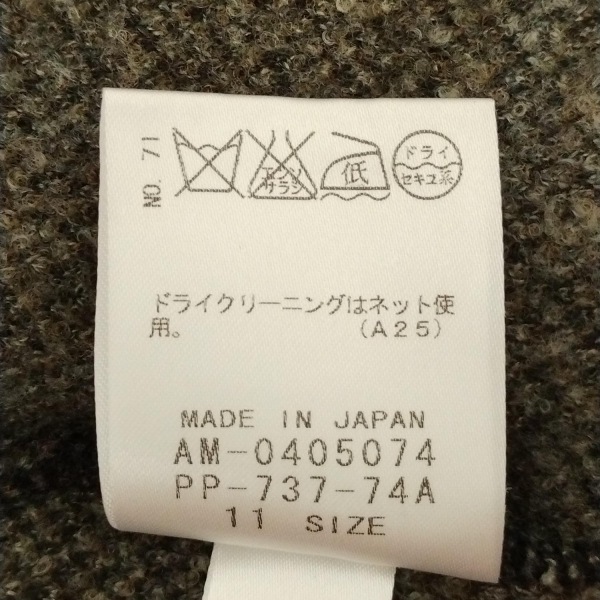 NO. 71
エンソ
サラシ
低
ドライ
セキユ系
ドライクリーニングはネット使
用。 (A25)
MADE IN JAPAN
AM-0405074
PP-737-74A
11 SIZE